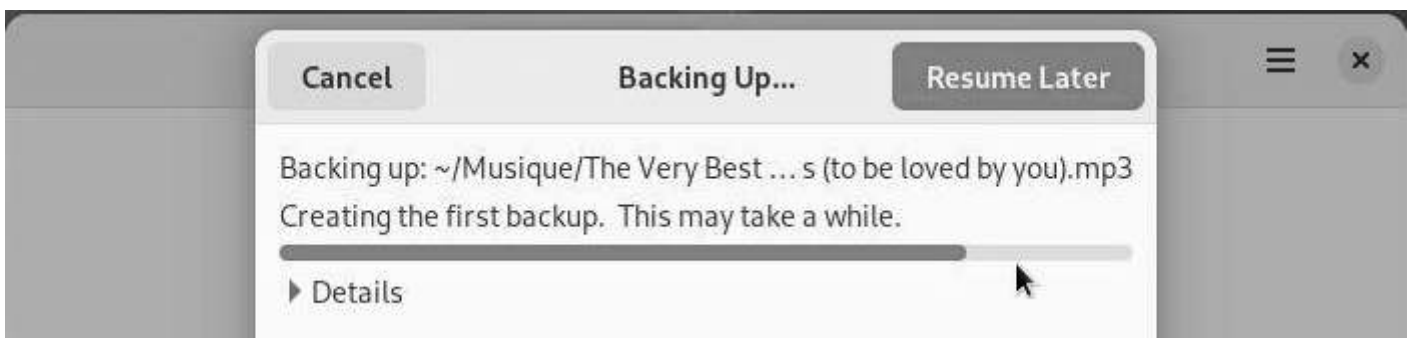 Cancel Backing Up... Resume Later
Backing up: ~/Musique/The Very Best ... s (to be loved by you).mp3
Creating the first backup. This may take a while.
Details